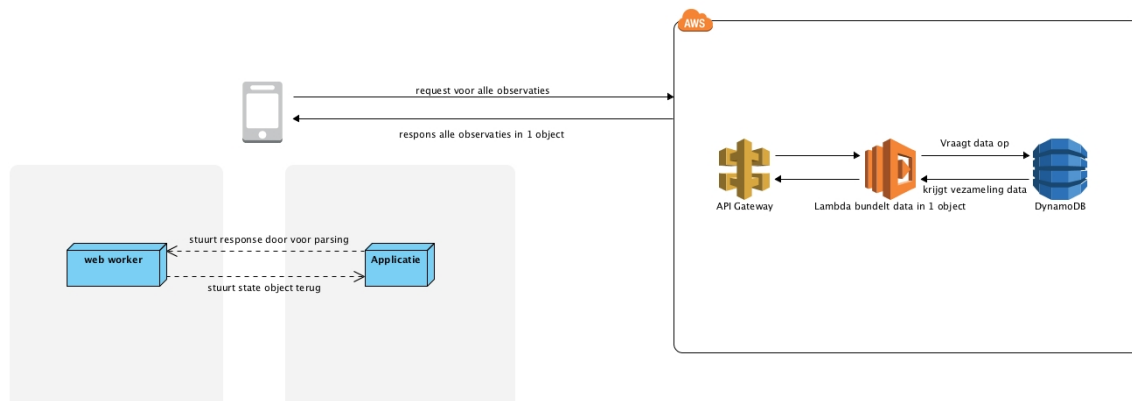 AWS
request voor alle observaties
respons alle observaties in 1 object
Vraagt data op
krijgt vezameling data
API Gateway
Lambda bundelt data in 1 object
DynamoDB
stuurt response door voor parsing
web worker
Applicatie
stuurt state object terug